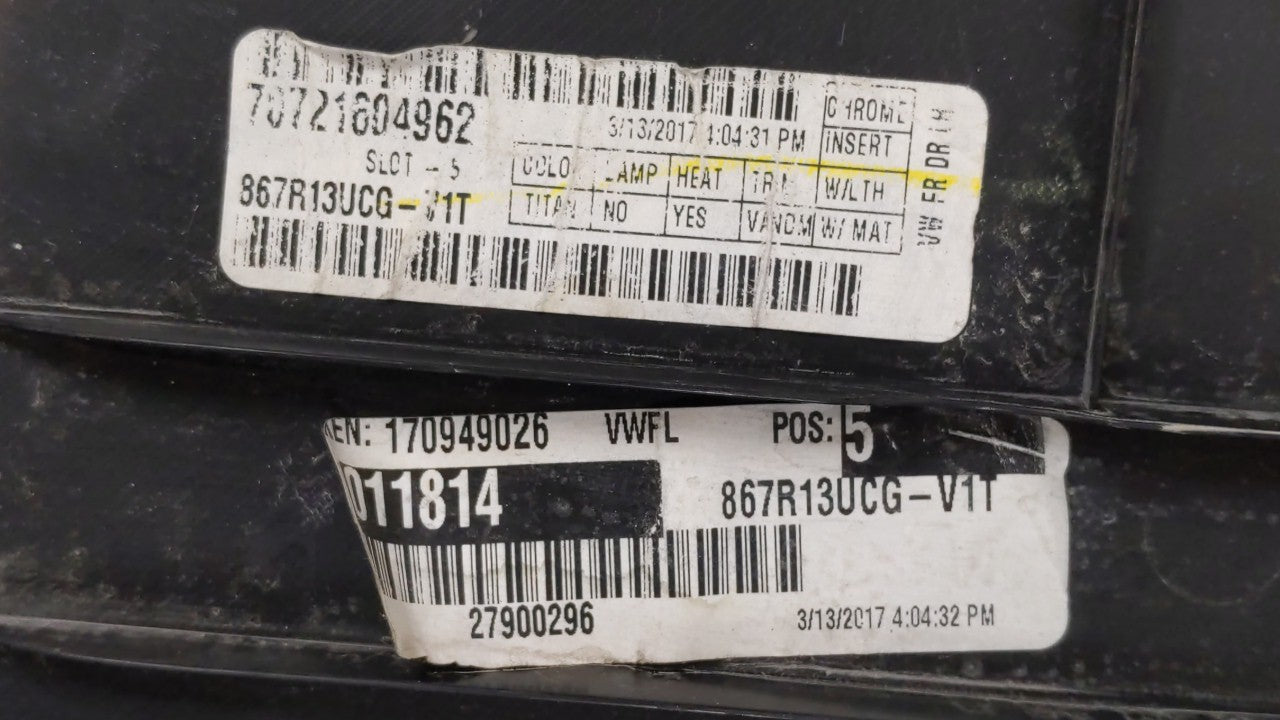 70721604962
3/13/2017 4:04:31 PM
CHROME
INSERT
SLOT - 5
867R13UCG-V1T
COLO LAMP HEAT TRIM W/LTH
TITAN NO YES VANDM W/ MAT
VW FR DR LH
KEN: 170949026 VWFL POS: 5
011814
867R13UCG-V1T
27900296
3/13/2017 4:04:32 PM